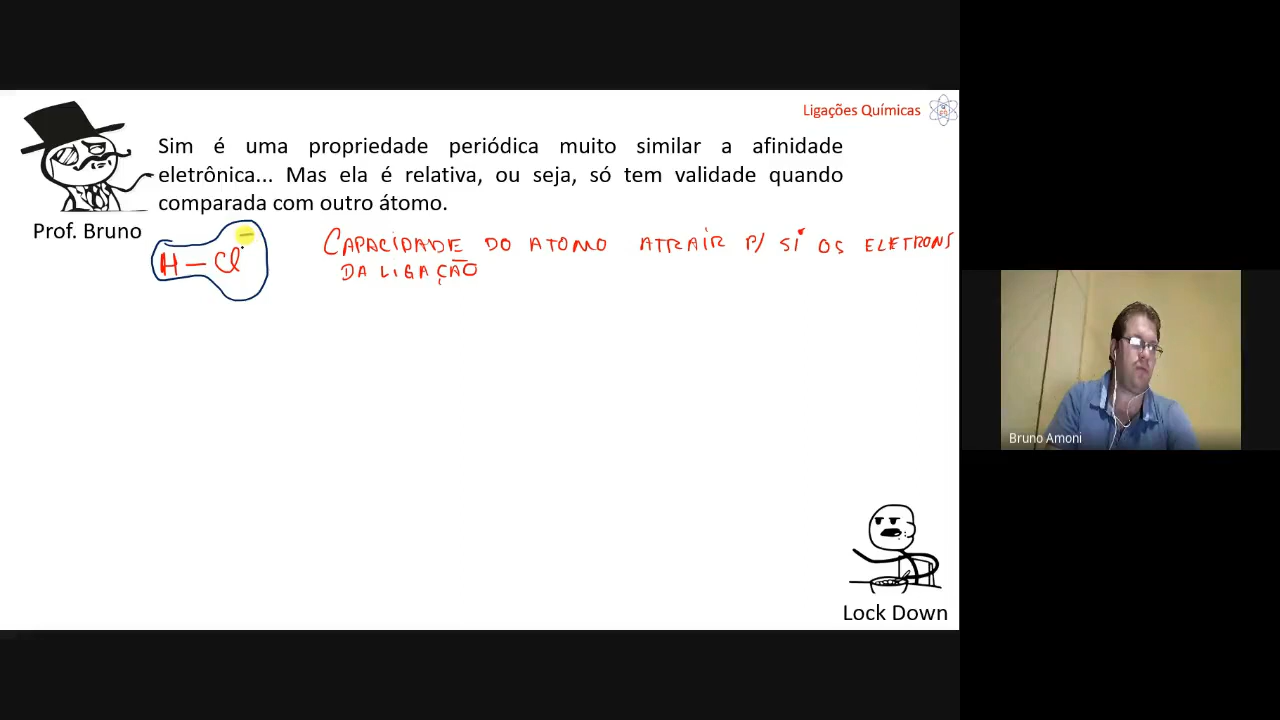 Ligações Químicas
Sim é uma propriedade periódica muito similar a afinidade
eletrônica... Mas ela é relativa, ou seja, só tem validade quando
comparada com outro átomo.
Prof. Bruno
H — Cl
CAPACIDADE DO ATOMO ATRAIR P/ SI OS ELETRONS
DA LIGAÇÃO
Bruno Amoni
Lock Down